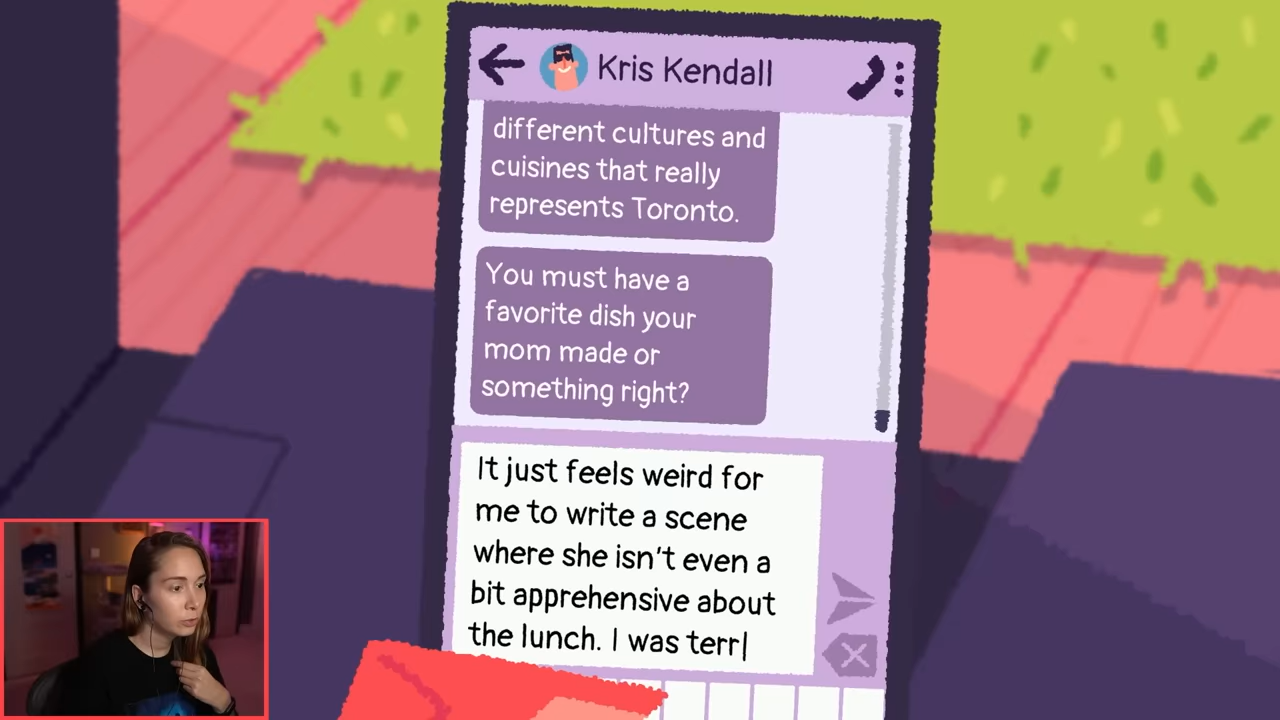 Kris Kendall
different cultures and
cuisines that really
represents Toronto.
You must have a
favorite dish your
mom made or
something right?
It just feels weird for
me to write a scene
where she isn't even a
bit apprehensive about
the lunch. I was terr